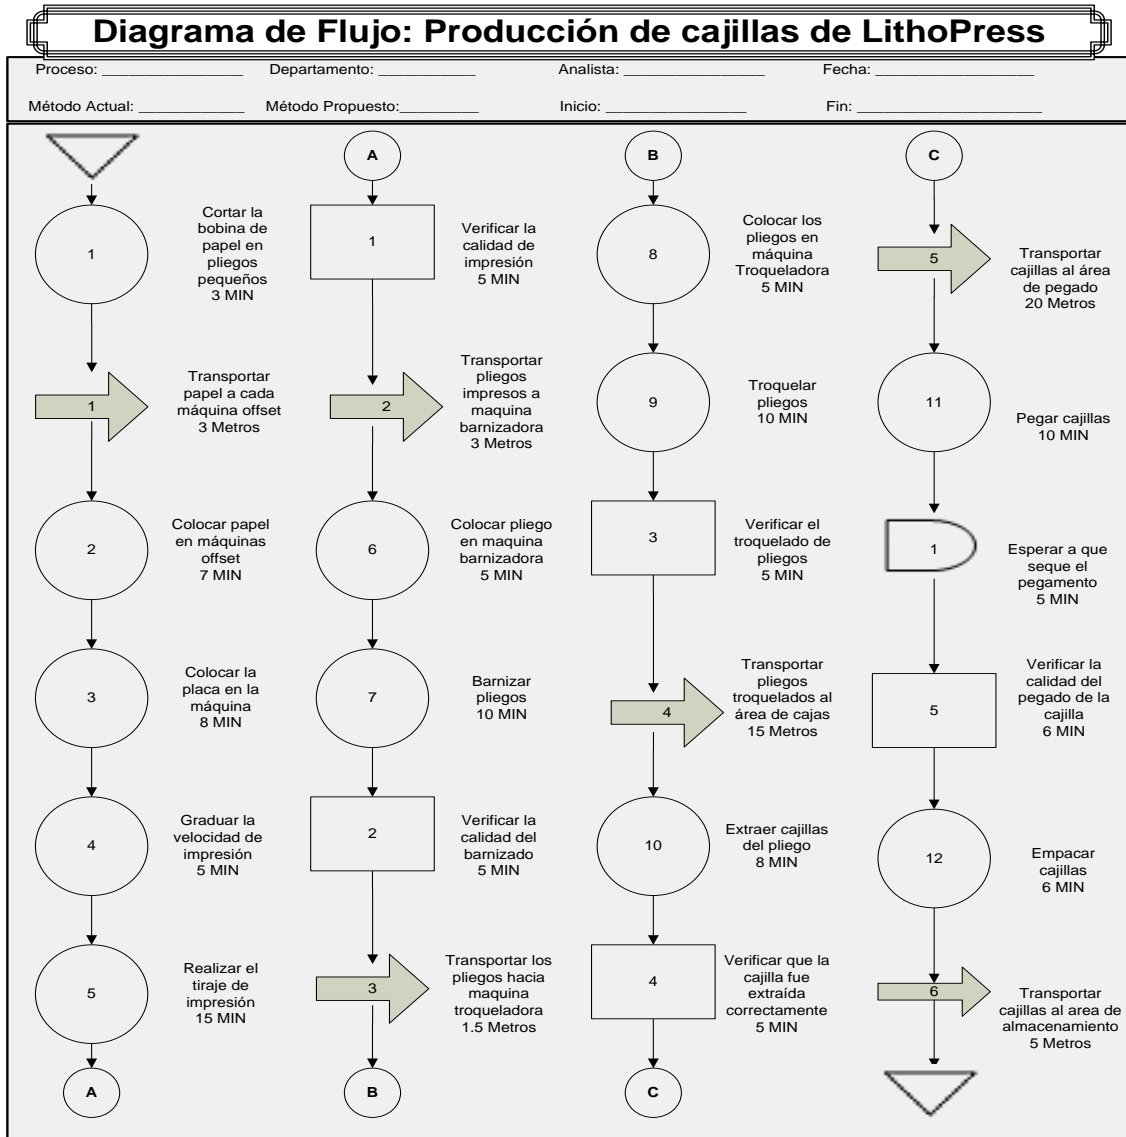 Diagrama de Flujo: Producción de cajillas de LithoPress
Proceso: ________________ Departamento: ___________ Analista: ________________ Fecha: __________________
Método Actual: ____________ Método Propuesto:_________ Inicio: ________________ Fin: _____________________
1
Cortar la
bobina de
papel en
pliegos
pequeños
3 MIN
1
Transportar
papel a cada
máquina offset
3 Metros
2
Colocar papel
en máquinas
offset
7 MIN
3
Colocar la
placa en la
máquina
8 MIN
4
Graduar la
velocidad de
impresión
5 MIN
5
Realizar el
tiraje de
impresión
15 MIN
A
A
1
Verificar la
calidad de
impresión
5 MIN
2
Transportar
pliegos
impresos a
maquina
barnizadora
3 Metros
6
Colocar pliego
en maquina
barnizadora
5 MIN
7
Barnizar
pliegos
10 MIN
2
Verificar la
calidad del
barnizado
5 MIN
3
Transportar los
pliegos hacia
maquina
troqueladora
1.5 Metros
B
B
8
Colocar los
pliegos en
máquina
Troqueladora
5 MIN
9
Troquelar
pliegos
10 MIN
3
Verificar el
troquelado de
pliegos
5 MIN
4
Transportar
pliegos
troquelados al
área de cajas
15 Metros
10
Extraer cajillas
del pliego
8 MIN
4
Verificar que la
cajilla fue
extraída
correctamente
5 MIN
C
C
5
Transportar
cajillas al área
de pegado
20 Metros
11
Pegar cajillas
10 MIN
1
Esperar a que
seque el
pegamento
5 MIN
5
Verificar la
calidad del
pegado de la
cajilla
6 MIN
12
Empacar
cajillas
6 MIN
6
Transportar
cajillas al area de
almacenamiento
5 Metros